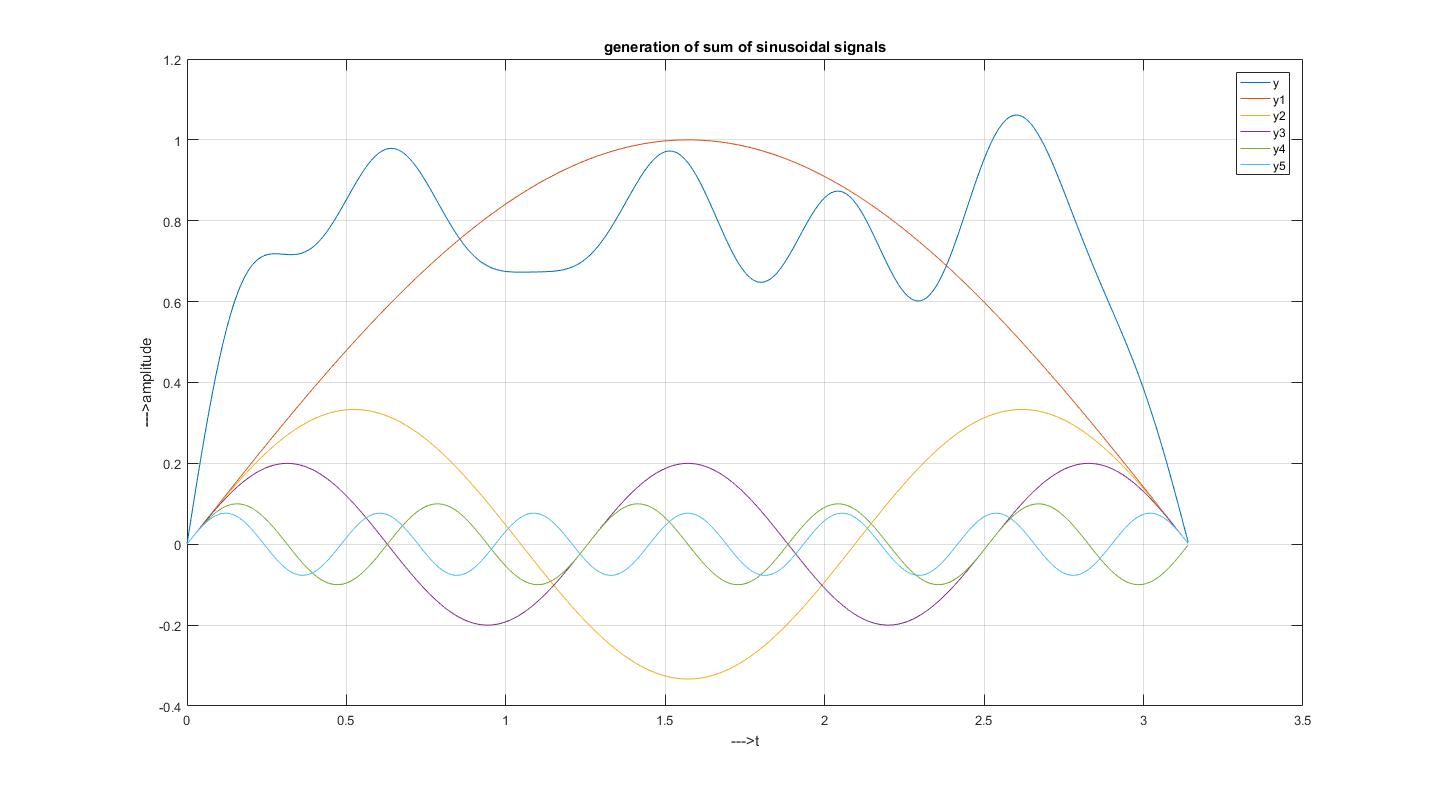 generation of sum of sinusoidal signals
1.2
1
0.8
0.6
0.4
0.2
0
-0.2
-0.4
--->amplitude
y
y1
y2
y3
y4
y5
0 0.5 1 1.5 2 2.5 3 3.5
--->t